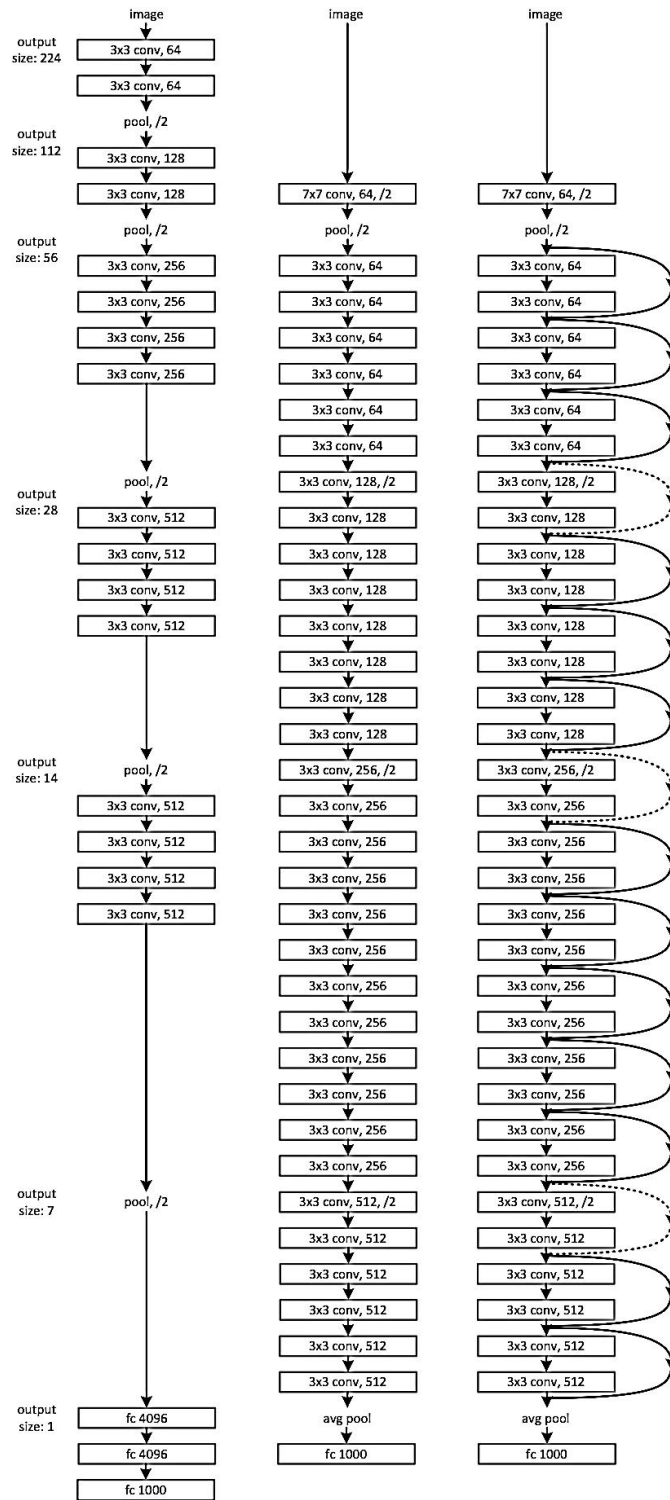 image
output
size: 224
3x3 conv, 64
3x3 conv, 64
pool, /2
output
size: 112
3x3 conv, 128
3x3 conv, 128
pool, /2
output
size: 56
3x3 conv, 256
3x3 conv, 256
3x3 conv, 256
3x3 conv, 256
pool, /2
output
size: 28
3x3 conv, 512
3x3 conv, 512
3x3 conv, 512
3x3 conv, 512
pool, /2
output
size: 14
3x3 conv, 512
3x3 conv, 512
3x3 conv, 512
3x3 conv, 512
output
size: 7
pool, /2
output
size: 1
fc 4096
fc 4096
fc 1000
image
7x7 conv, 64, /2
pool, /2
3x3 conv, 64
3x3 conv, 64
3x3 conv, 64
3x3 conv, 64
3x3 conv, 64
3x3 conv, 64
3x3 conv, 128, /2
3x3 conv, 128
3x3 conv, 128
3x3 conv, 128
3x3 conv, 128
3x3 conv, 128
3x3 conv, 128
3x3 conv, 128
3x3 conv, 256, /2
3x3 conv, 256
3x3 conv, 256
3x3 conv, 256
3x3 conv, 256
3x3 conv, 256
3x3 conv, 256
3x3 conv, 256
3x3 conv, 256
3x3 conv, 256
3x3 conv, 256
3x3 conv, 256
3x3 conv, 512, /2
3x3 conv, 512
3x3 conv, 512
3x3 conv, 512
3x3 conv, 512
3x3 conv, 512
avg pool
fc 1000
image
7x7 conv, 64, /2
pool, /2
3x3 conv, 64
3x3 conv, 64
3x3 conv, 64
3x3 conv, 64
3x3 conv, 64
3x3 conv, 64
3x3 conv, 128, /2
3x3 conv, 128
3x3 conv, 128
3x3 conv, 128
3x3 conv, 128
3x3 conv, 128
3x3 conv, 128
3x3 conv, 128
3x3 conv, 256, /2
3x3 conv, 256
3x3 conv, 256
3x3 conv, 256
3x3 conv, 256
3x3 conv, 256
3x3 conv, 256
3x3 conv, 256
3x3 conv, 256
3x3 conv, 256
3x3 conv, 256
3x3 conv, 256
3x3 conv, 512, /2
3x3 conv, 512
3x3 conv, 512
3x3 conv, 512
3x3 conv, 512
3x3 conv, 512
avg pool
fc 1000